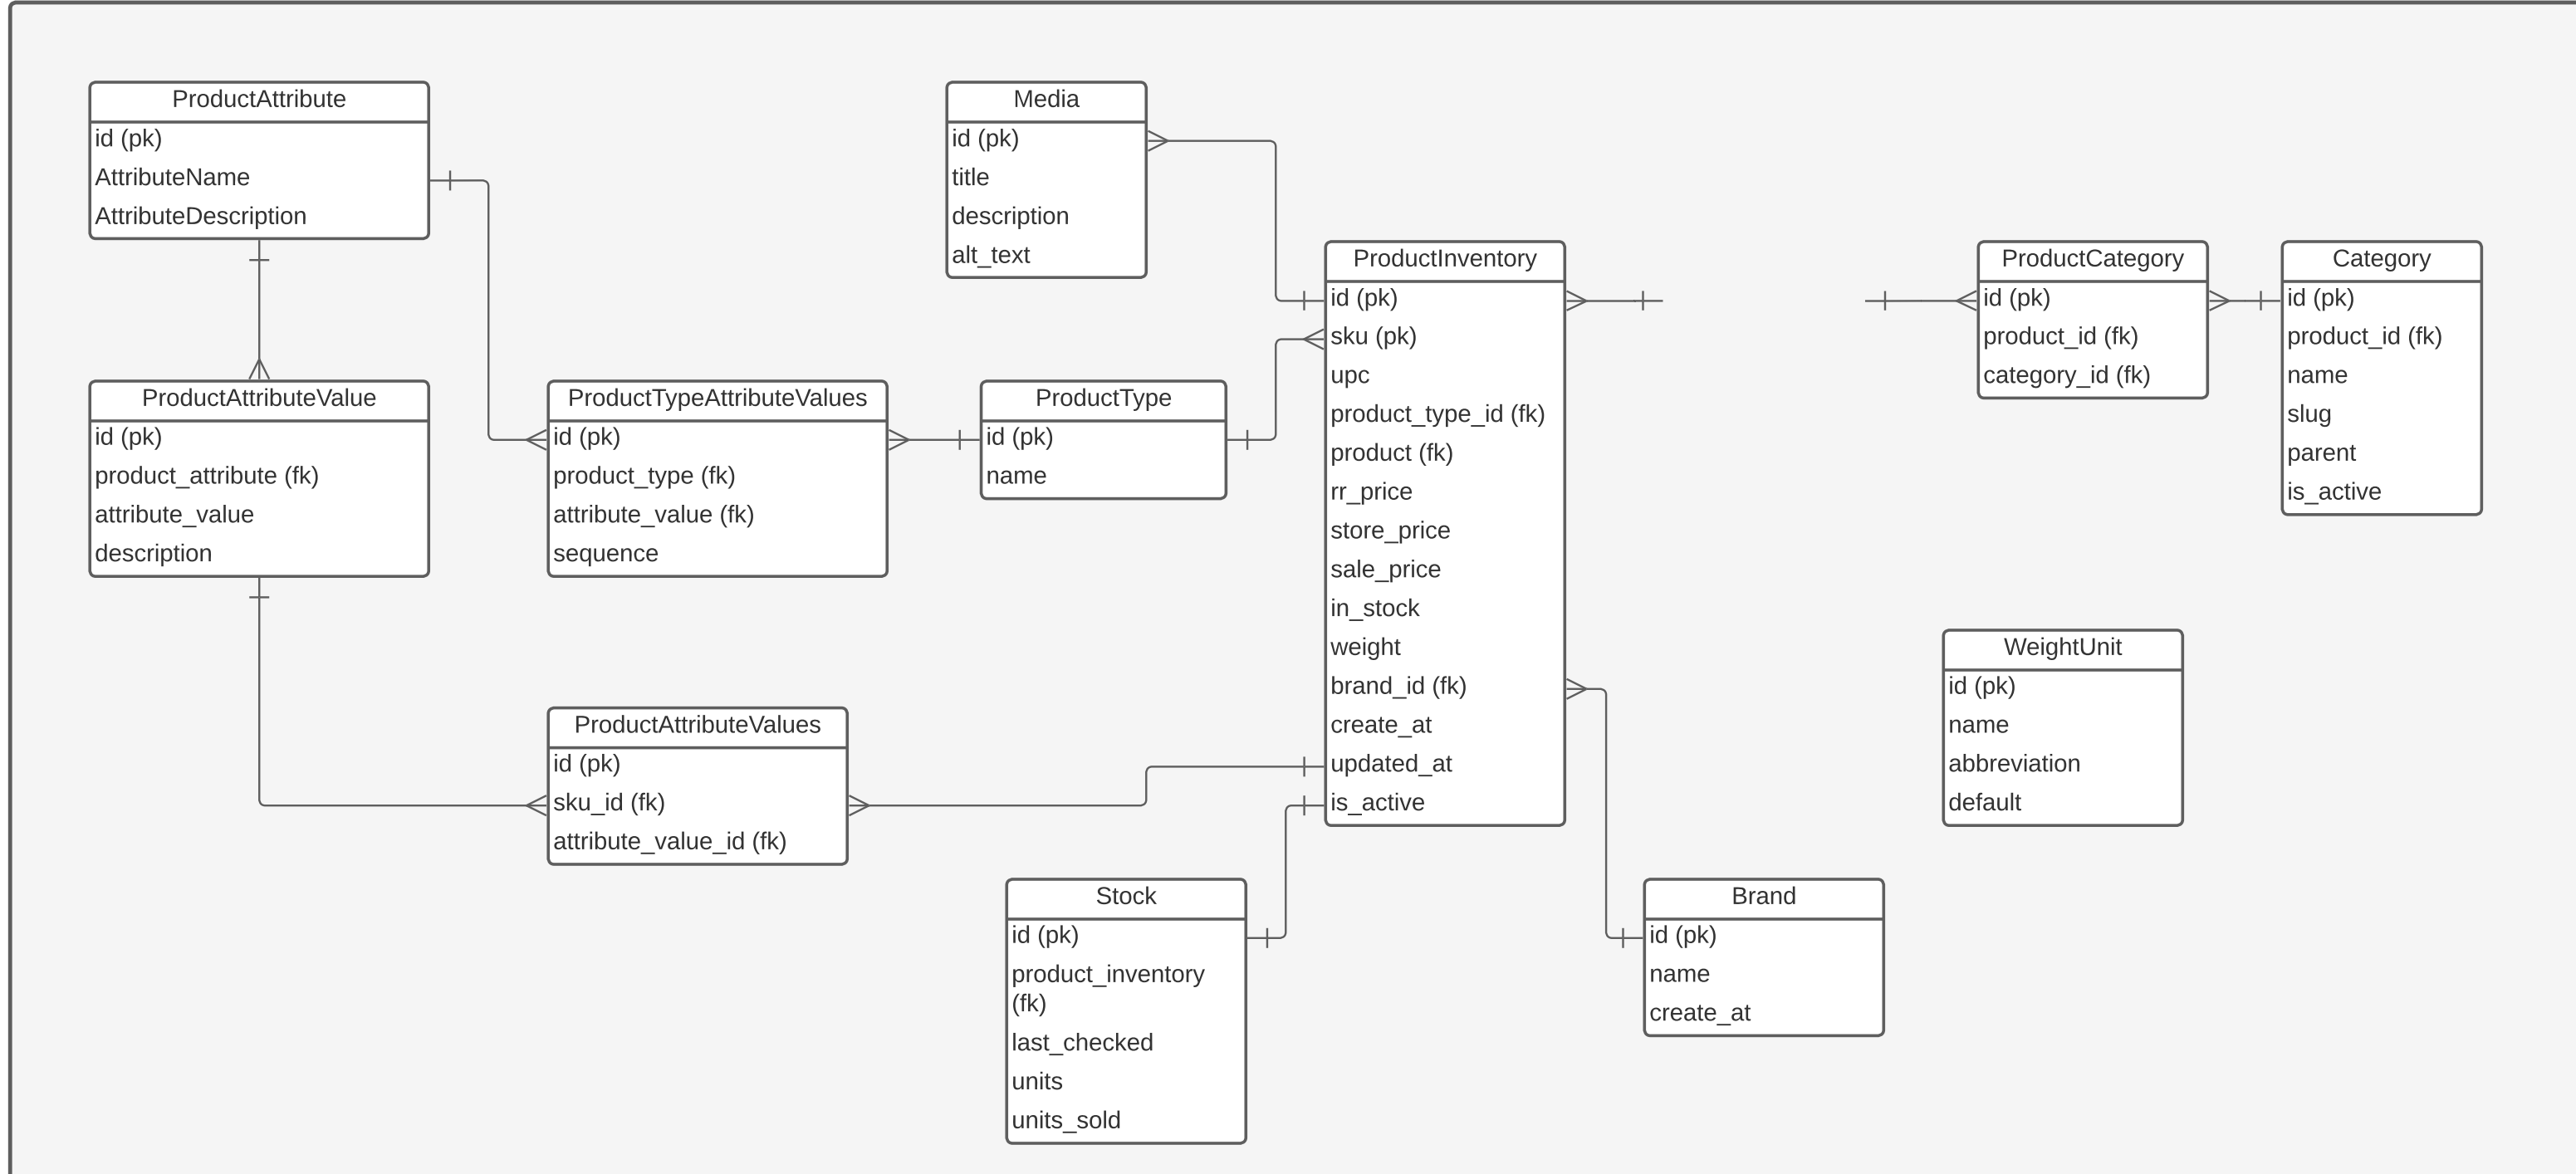 ProductAttribute
id (pk)
AttributeName
AttributeDescription
Media
id (pk)
title
description
alt_text
ProductInventory
id (pk)
sku (pk)
upc
product_type_id (fk)
product (fk)
rr_price
store_price
sale_price
in_stock
weight
brand_id (fk)
create_at
updated_at
is_active
ProductCategory
id (pk)
product_id (fk)
category_id (fk)
Category
id (pk)
product_id (fk)
name
slug
parent
is_active
ProductAttributeValue
id (pk)
product_attribute (fk)
attribute_value
description
ProductTypeAttributeValues
id (pk)
product_type (fk)
attribute_value (fk)
sequence
ProductType
id (pk)
name
WeightUnit
id (pk)
name
abbreviation
default
ProductAttributeValues
id (pk)
sku_id (fk)
attribute_value_id (fk)
Stock
id (pk)
product_inventory
(fk)
last_checked
units
units_sold
Brand
id (pk)
name
create_at